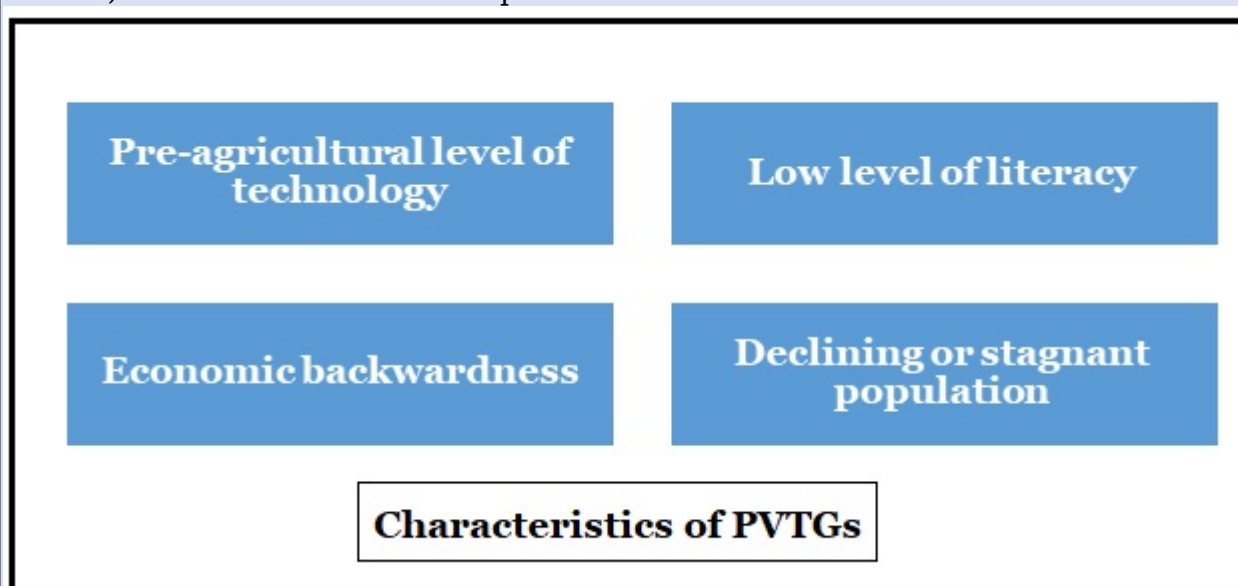 Pre-agricultural level of
technology
Low level of literacy
Economic backwardness
Declining or stagnant
population
Characteristics of PVTGs